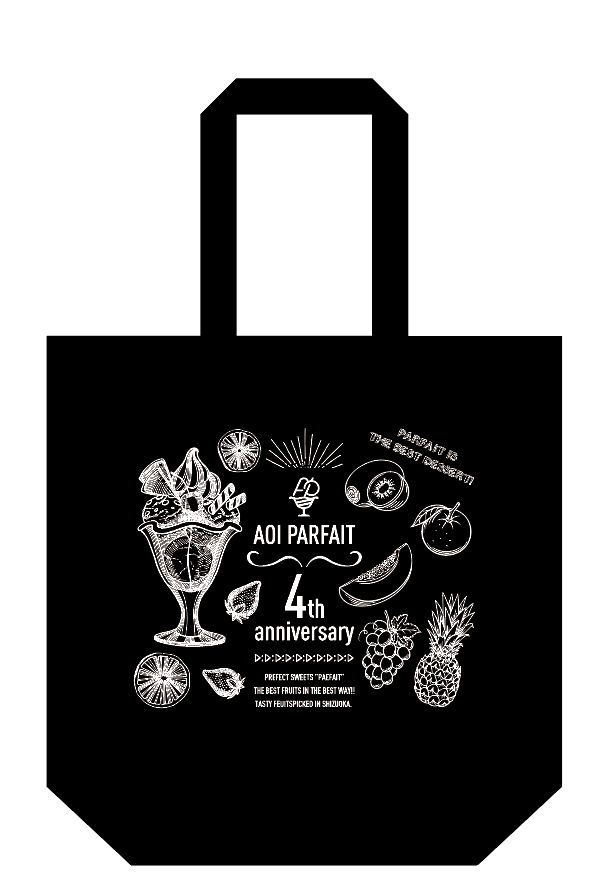 PARFAIT IS
THE BEST DESSERT!
AOI PARFAIT
4th
anniversary
PREFECT SWEETS "PAEFAIT"
THE BEST FRUITS IN THE BEST WAY!!
TASTY FEUITSPICKED IN SHIZUOKA.